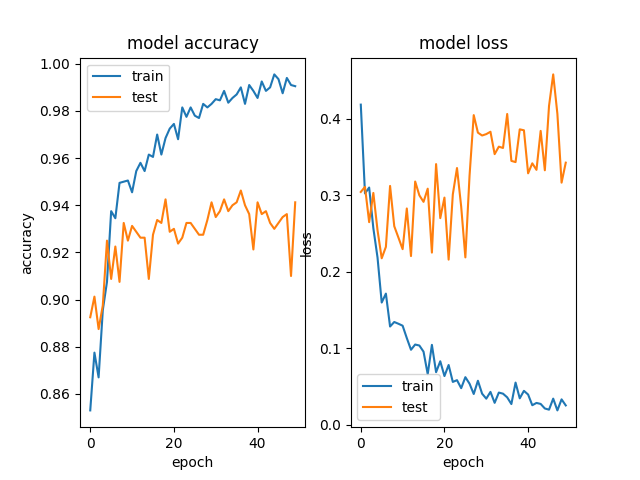 model accuracy
train
test
1.00
0.98
0.96
0.94
0.92
0.90
0.88
0.86
accuracy
0
20
40
epoch
model loss
0.4
0.3
0.2
0.1
0.0
loss
train
test
0
20
40
epoch